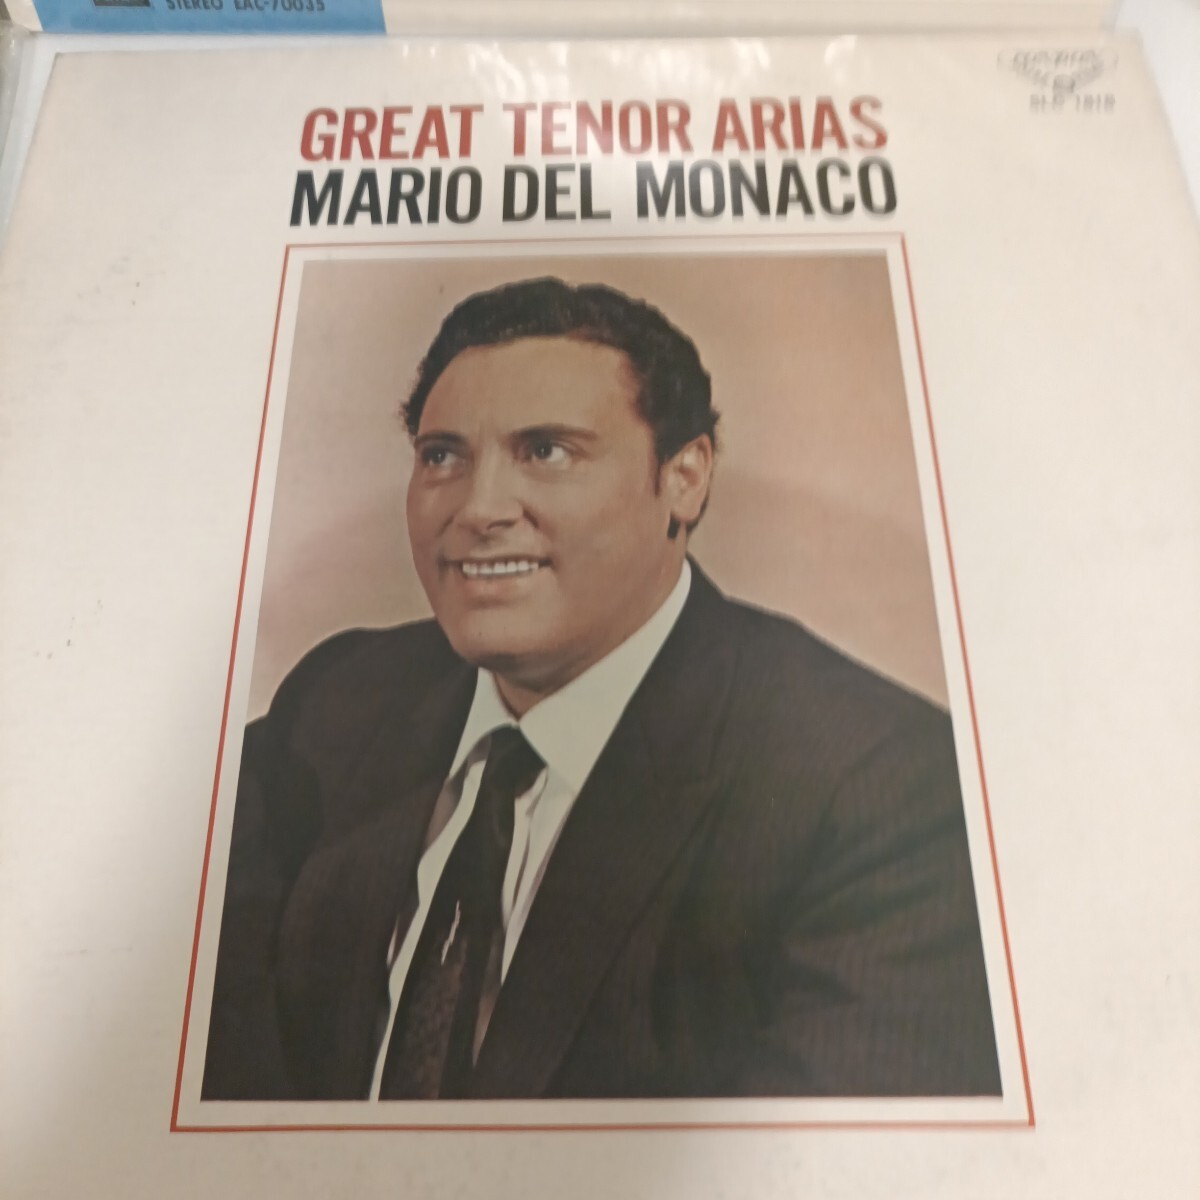 STEREO EAC-70035
GREAT TENOR ARIAS
MARIO DEL MONACO